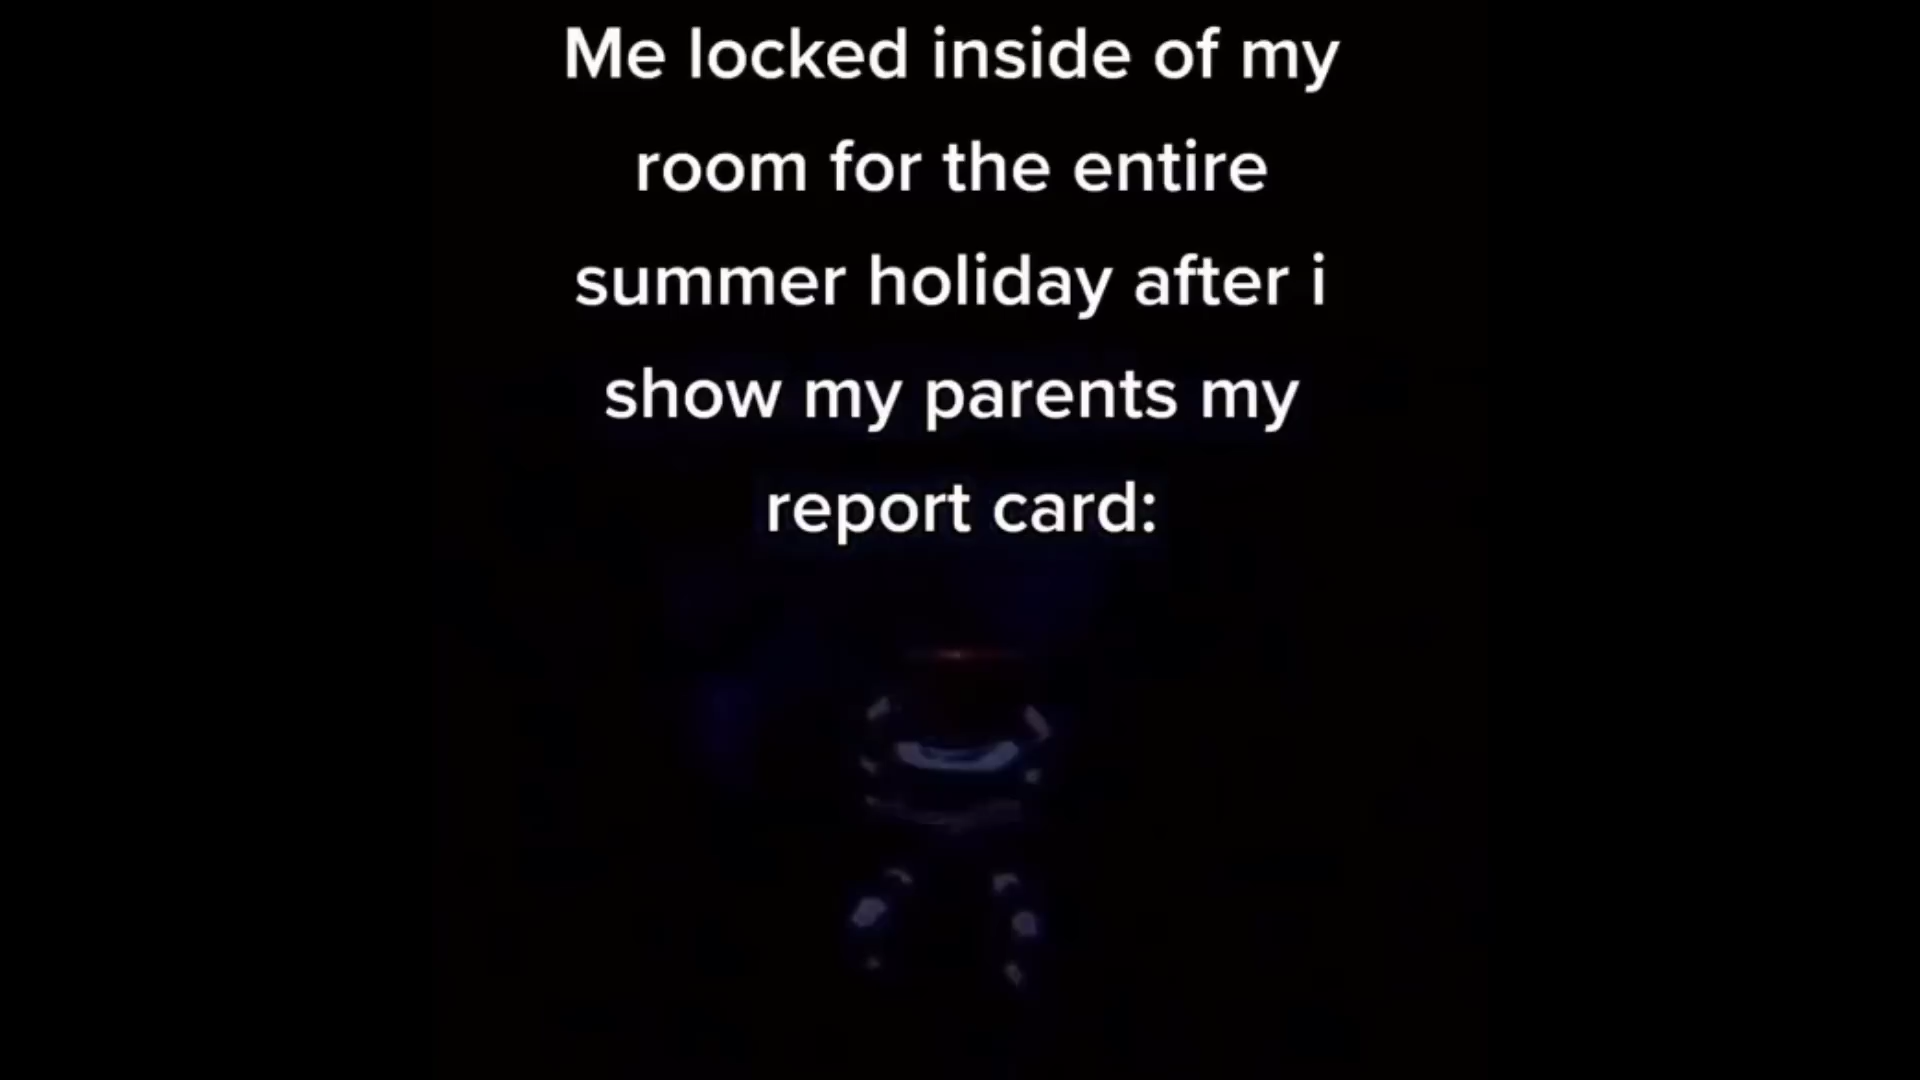 Me locked inside of my
room for the entire
summer holiday after i
show my parents my
report card: